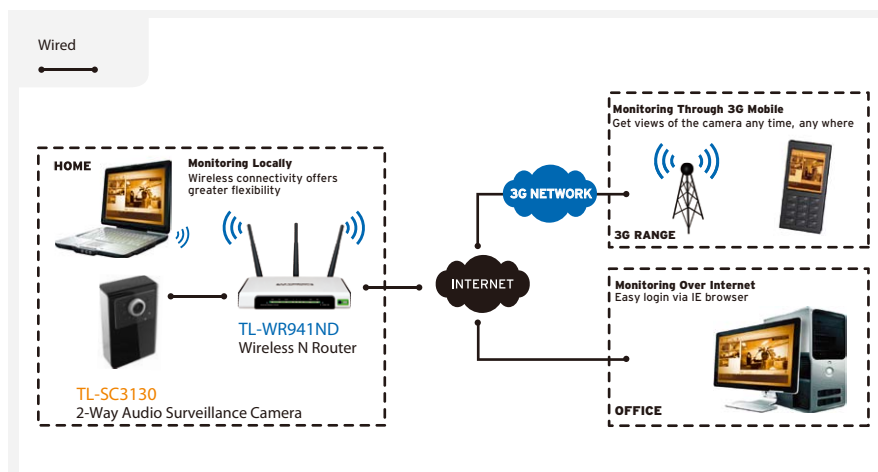 Wired
HOME
Monitoring Locally
Wireless connectivity offers
greater flexibility
TL-WR941ND
Wireless N Router
TL-SC3130
2-Way Audio Surveillance Camera
INTERNET
3G NETWORK
Monitoring Through 3G Mobile
Get views of the camera any time, any where
3G RANGE
Monitoring Over Internet
Easy login via IE browser
OFFICE